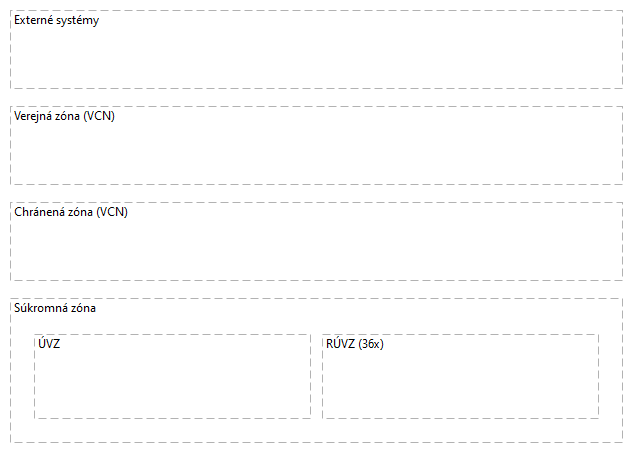 Externé systémy
Verejná zóna (VCN)
Chránená zóna (VCN)
Súkromná zóna
ÚVZ
RÚVZ (36x)